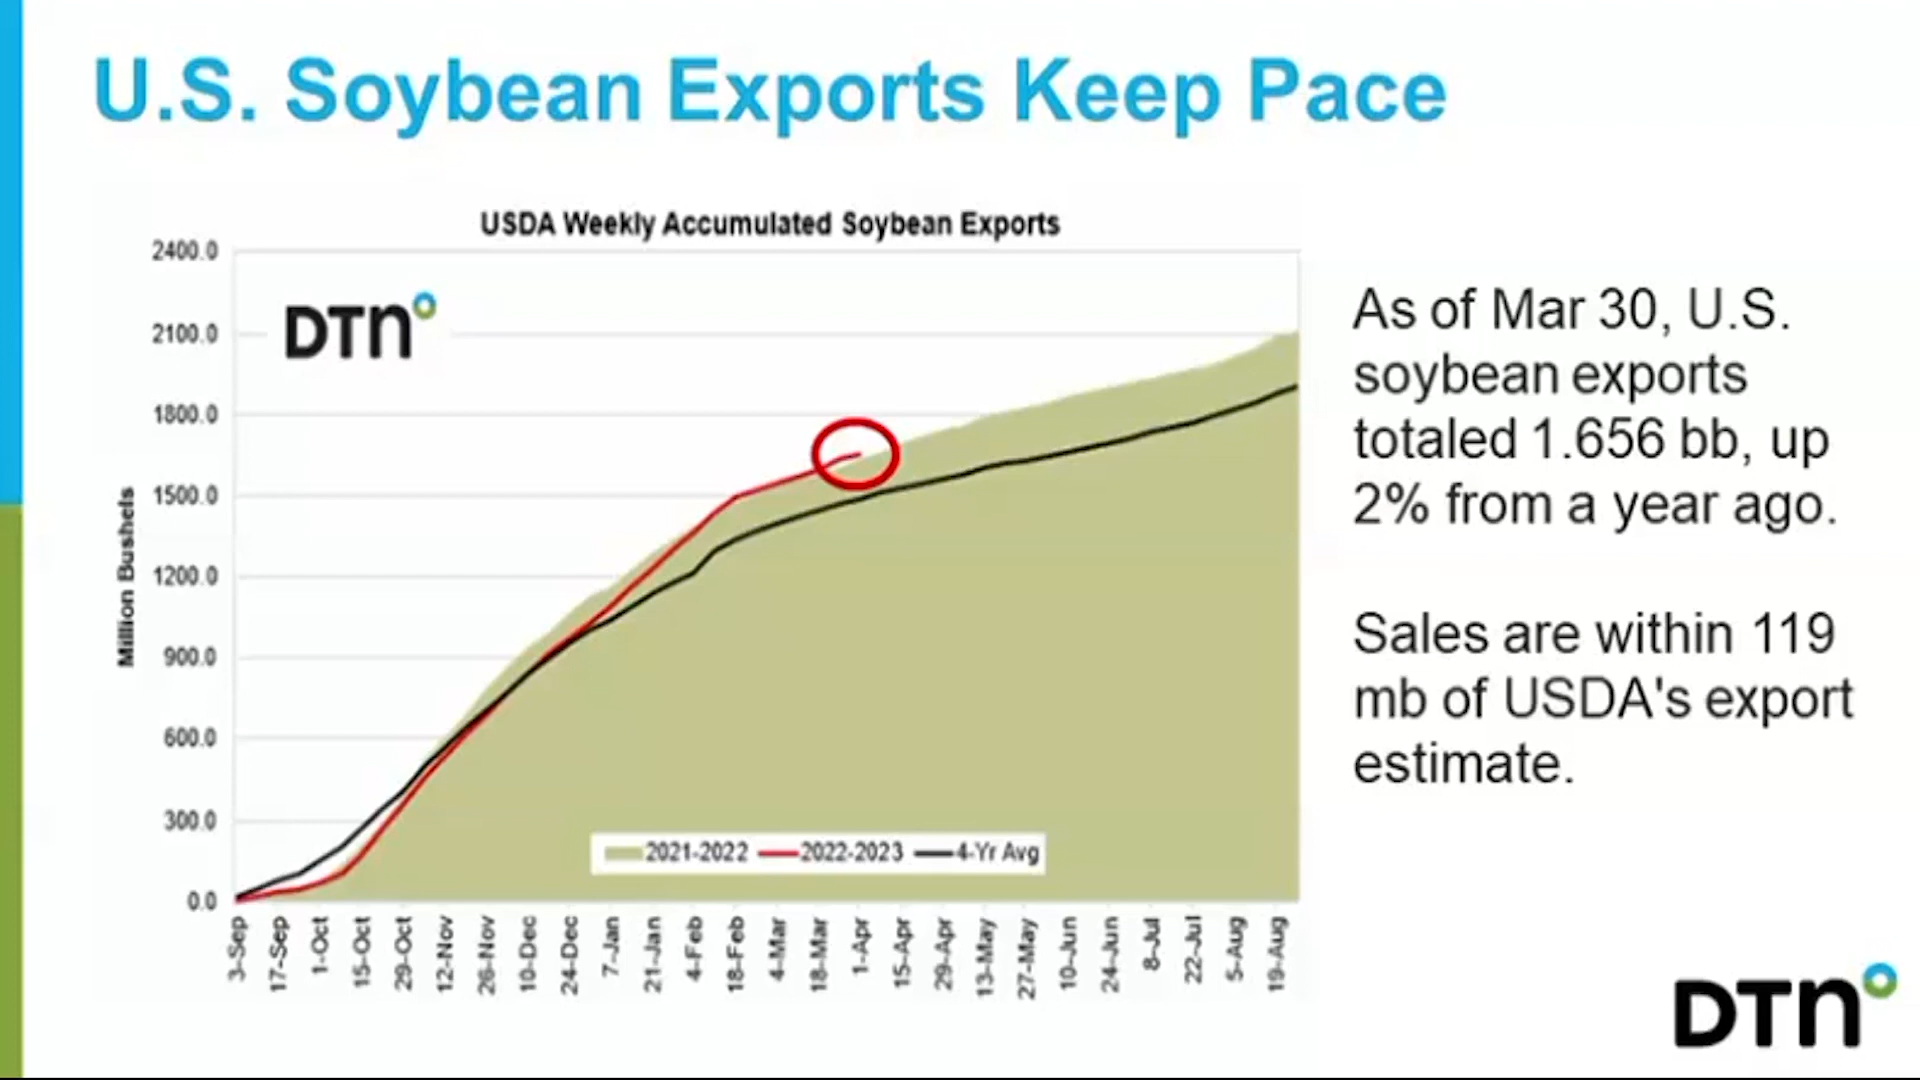 U.S. Soybean Exports Keep Pace
USDA Weekly Accumulated Soybean Exports
DTN
Million Bushels
2400.0
2100.0
1800.0
1500.0
1200.0
900.0
600.0
300.0
0.0
2021-2022 2022-2023 4-Yr Avg
3-Sep 17-Sep 1-Oct 15-Oct 29-Oct 12-Nov 26-Nov 10-Dec 24-Dec 7-Jan 21-Jan 4-Feb 18-Feb 4-Mar 18-Mar 1-Apr 15-Apr 29-Apr 13-May 27-May 10-Jun 24-Jun 8-Jul 22-Jul 5-Aug 19-Aug
As of Mar 30, U.S.
soybean exports
totaled 1.656 bb, up
2% from a year ago.
Sales are within 119
mb of USDA's export
estimate.
DTN